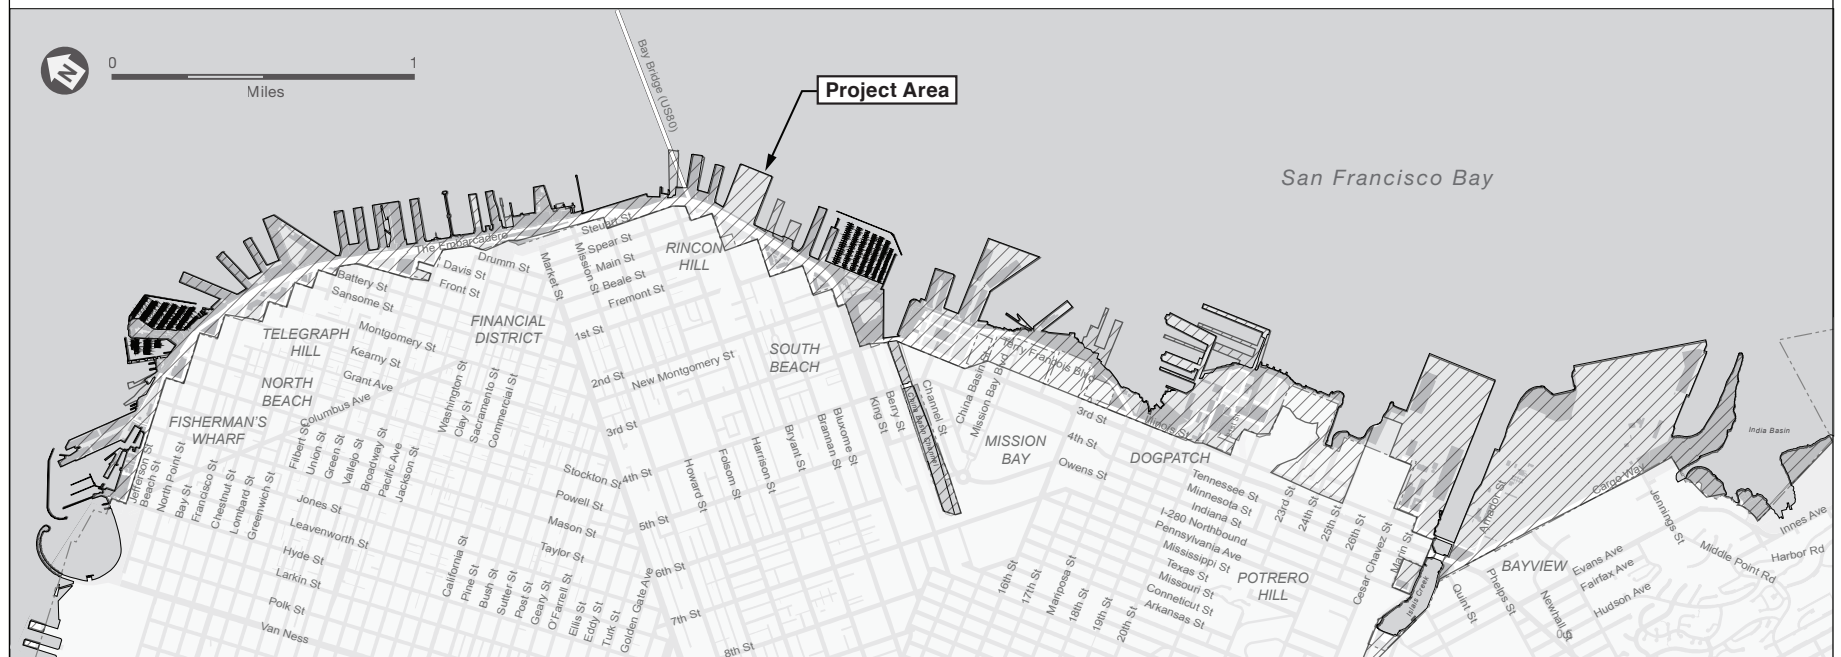 N
0 1
Miles
Bay Bridge (US80)
Project Area
San Francisco Bay
The Embarcadero
Steuart St
Spear St
Main St
Beale St
Fremont St
Mission St
Market St
RINCON
HILL
Drumm St
Davis St
Front St
Battery St
Sansome St
Montgomery St
Kearny St
Grant Ave
Columbus Ave
TELEGRAPH
HILL
FINANCIAL
DISTRICT
NORTH
BEACH
FISHERMAN'S
WHARF
SOUTH
BEACH
1st St
2nd St
New Montgomery St
3rd St
Stockton St
4th St
Powell St
5th St
Mason St
Taylor St
6th St
7th St
8th St
Washington St
Clay St
Sacramento St
Commercial St
Jefferson St
Beach St
North Point St
Bay St
Francisco St
Chestnut St
Lombard St
Greenwich St
Filbert St
Union St
Green St
Vallejo St
Broadway St
Pacific Ave
Jackson St
Jones St
Leavenworth St
Hyde St
Larkin St
Polk St
Van Ness
California St
Pine St
Bush St
Sutter St
Post St
Geary St
O'Farrell St
Ellis St
Eddy St
Turk St
Golden Gate Ave
Howard St
Folsom St
Harrison St
Bryant St
Brannan St
Bluxome St
King St
Berry St
China Basin Channel
Channel St
China Basin St
Mission Bay Blvd
Terry Francois Blvd
3rd St
4th St
Owens St
MISSION
BAY
Illinois St
DOGPATCH
Tennessee St
Minnesota St
Indiana St
I-280 Northbound
Pennsylvania Ave
Mississippi St
Texas St
Missouri St
Conneticut St
Arkansas St
POTRERO
HILL
16th St
17th St
Mariposa St
18th St
19th St
20th St
23rd St
24th St
25th St
26th St
Cesar Chavez St
Marin St
Islais Creek
Amador St
Cargo Way
India Basin
BAYVIEW
Jennings St
Evans Ave
Fairfax Ave
Hudson Ave
Middle Point Rd
Innes Ave
Harbor Rd
Quint St
Phelps St
Newhall St